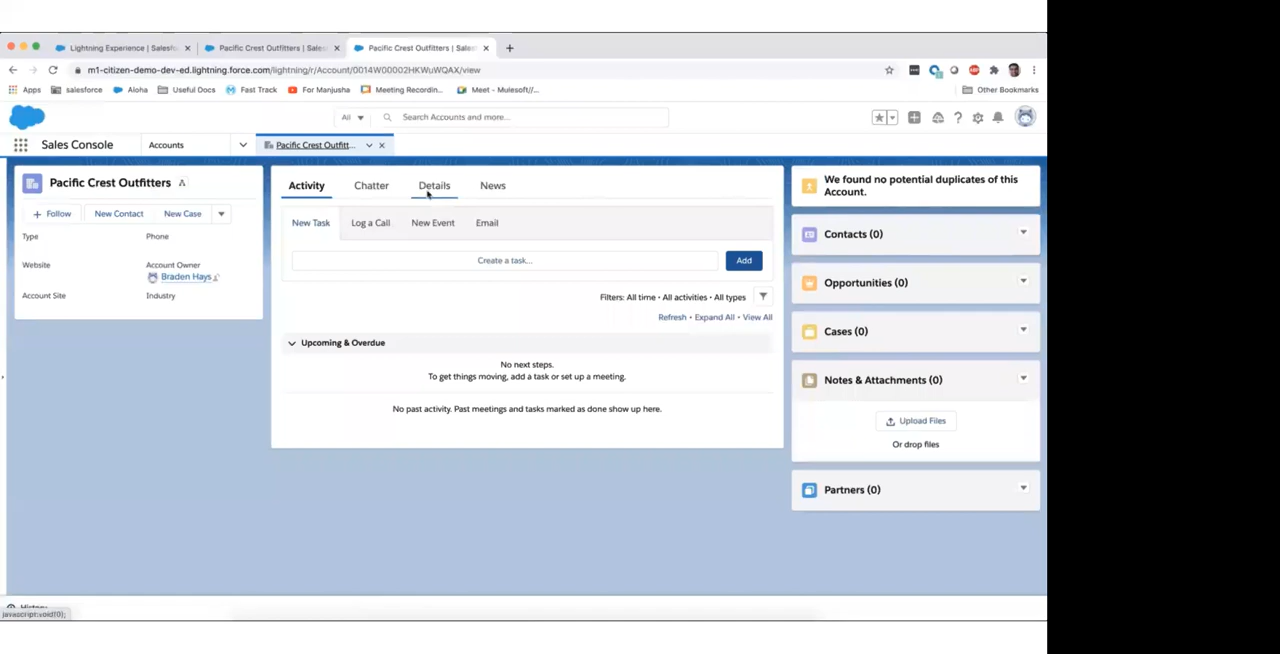 Lightning Experience | Salesfo
Pacific Crest Outfitters | Sales
Pacific Crest Outfitters | Sales
m1-citizen-demo-dev-ed.lightning.force.com/lightning/r/Account/0014W00002HKWuWQAX/view
Apps
salesforce
Aloha
Useful Docs
Fast Track
For Manjusha
Meeting Recordin...
Meet - Mulesoft//...
Other Bookmarks
All
Search Accounts and more...
Sales Console
Accounts
Pacific Crest Outfitt...
Pacific Crest Outfitters
+ Follow
New Contact
New Case
Type
Phone
Website
Account Owner
Braden Hays
Account Site
Industry
Activity
Chatter
Details
News
New Task
Log a Call
New Event
Email
Create a task...
Add
Filters: All time • All activities • All types
Refresh • Expand All • View All
Upcoming & Overdue
No next steps.
To get things moving, add a task or set up a meeting.
No past activity. Past meetings and tasks marked as done show up here.
We found no potential duplicates of this
Account.
Contacts (0)
Opportunities (0)
Cases (0)
Notes & Attachments (0)
Upload Files
Or drop files
Partners (0)
History
javascript:void(0);